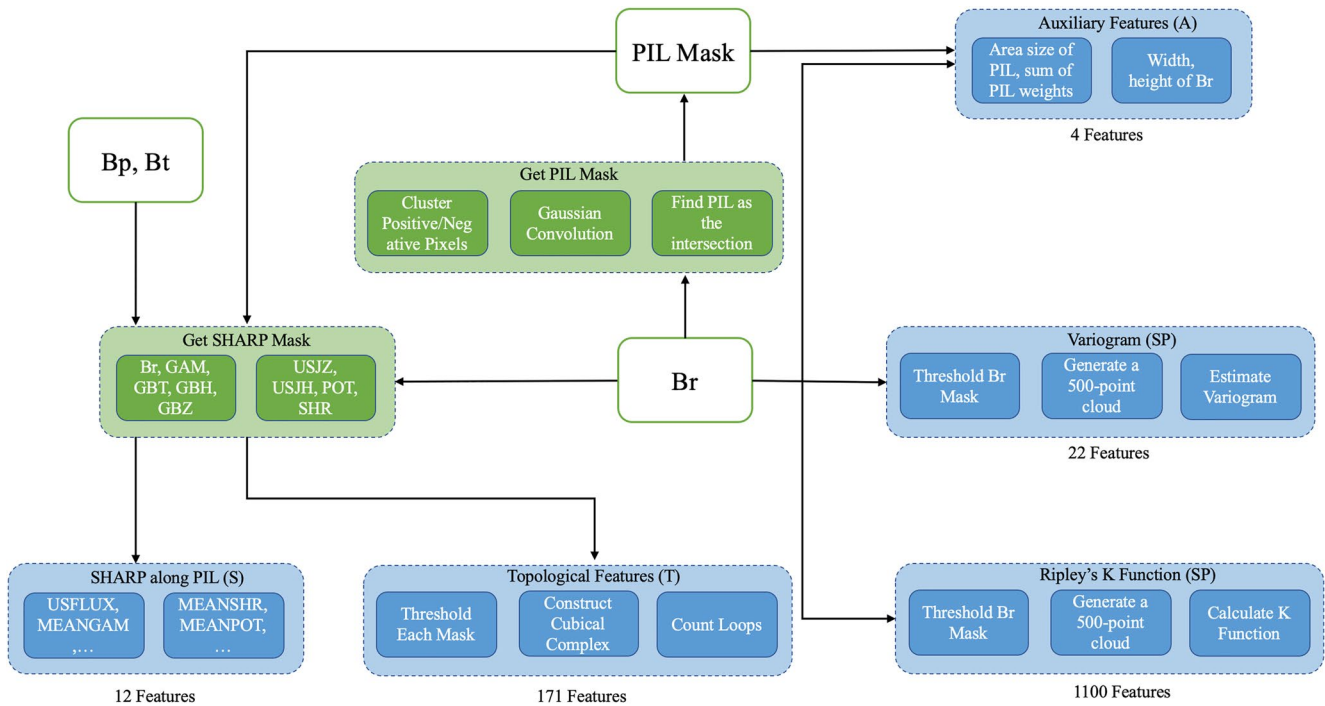 Auxiliary Features (A)
Area size of
PIL, sum of
PIL weights
Width,
height of Br
4 Features
PIL Mask
Bp, Bt
Get PIL Mask
Cluster
Positive/Neg
ative Pixels
Gaussian
Convolution
Find PIL as
the
intersection
Get SHARP Mask
Br, GAM,
GBT, GBH,
GBZ
USJZ,
USJH, POT,
SHR
Br
Variogram (SP)
Threshold Br
Mask
Generate a
500-point
cloud
Estimate
Variogram
22 Features
SHARP along PIL (S)
USFLUX,
MEANGAM
,...
MEANSHR,
MEANPOT,
...
12 Features
Topological Features (T)
Threshold
Each Mask
Construct
Cubical
Complex
Count Loops
171 Features
Ripley's K Function (SP)
Threshold Br
Mask
Generate a
500-point
cloud
Calculate K
Function
1100 Features